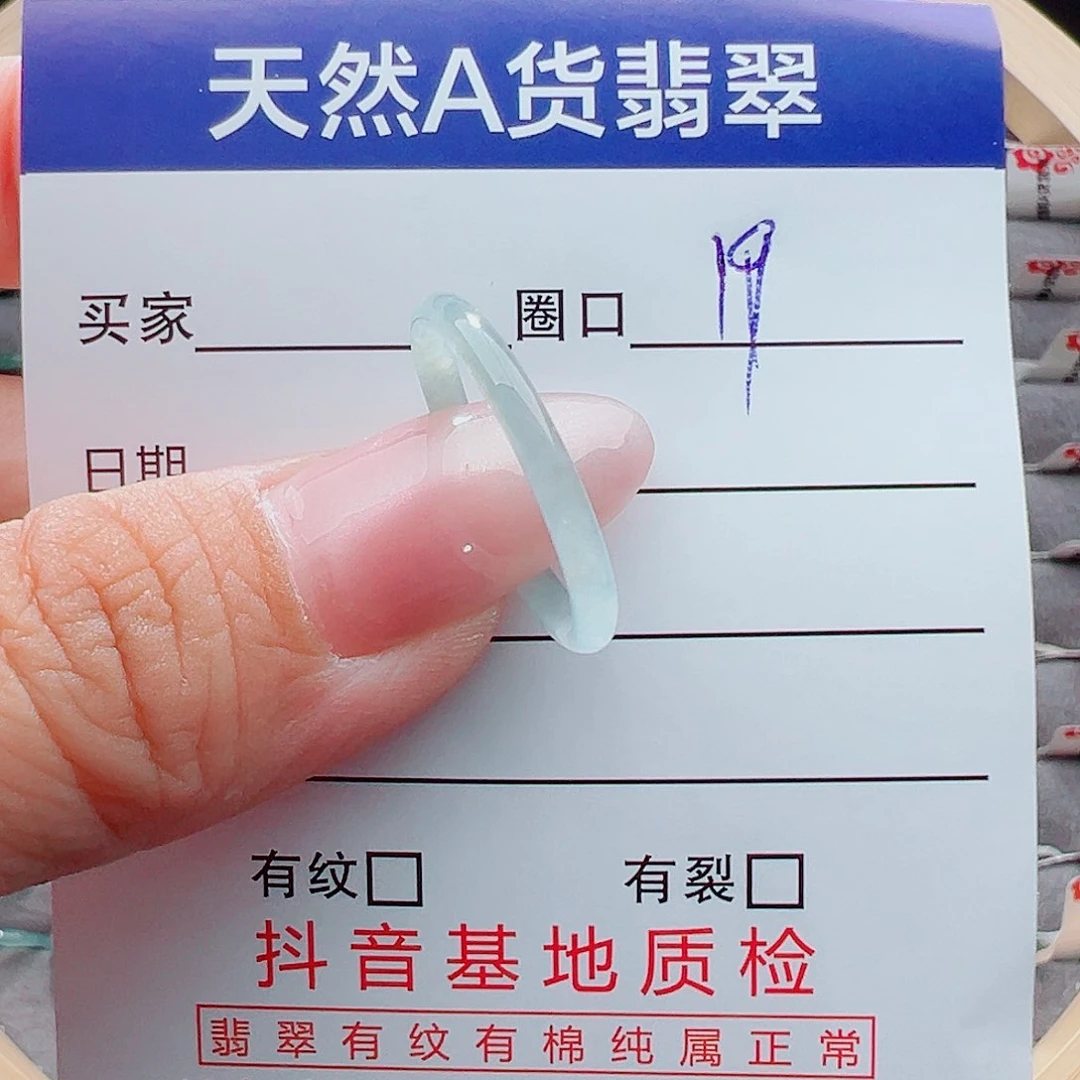 天然A货翡翠
买家 圈口 19
日期
有纹 有裂
抖音基地质检
翡翠有纹有棉纯属正常